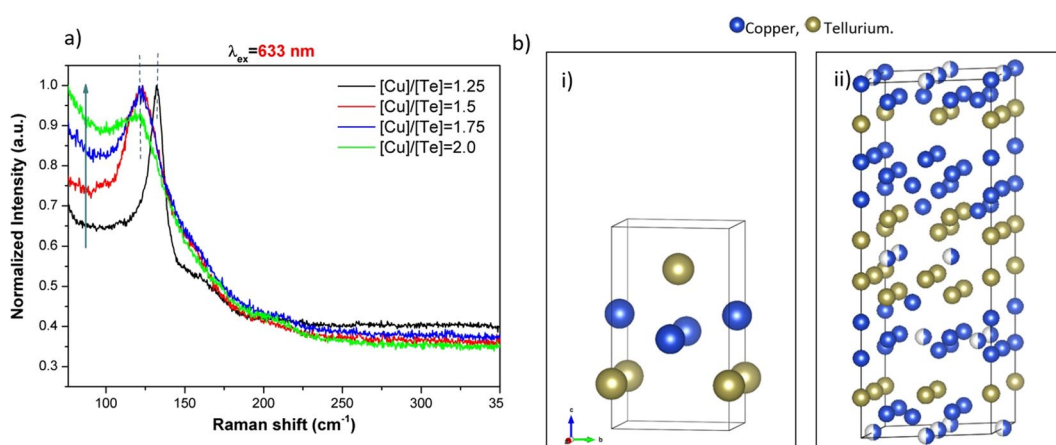 a)
λex=633 nm
[Cu]/[Te]=1.25
[Cu]/[Te]=1.5
[Cu]/[Te]=1.75
[Cu]/[Te]=2.0
Normalized Intensity (a.u.)
1.0
0.9
0.8
0.7
0.6
0.5
0.4
0.3
100
150
200
250
300
35
Raman shift (cm⁻¹)
Copper, Tellurium.
b)
i)
c
b
ii)